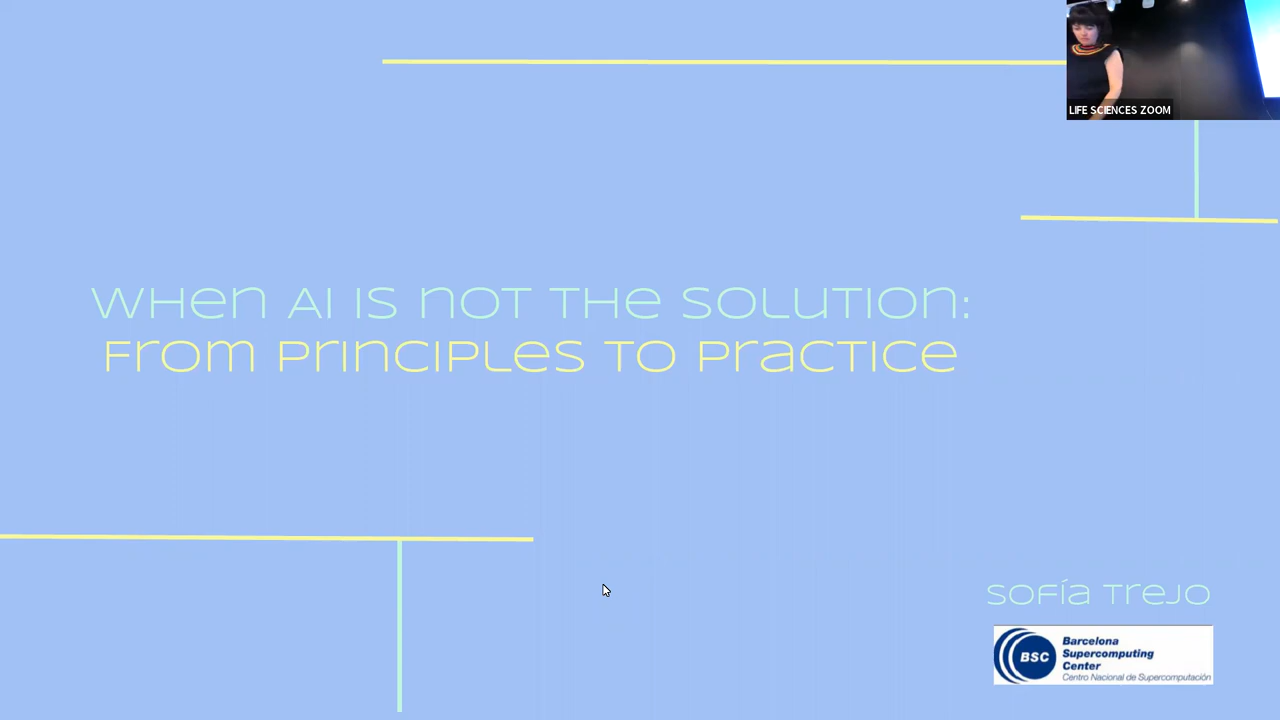 LIFE SCIENCES ZOOM
When AI is not the solution:
From principles to practice
Sofía Trejo
BSC
Barcelona
Supercomputing
Center
Centro Nacional de Supercomputación